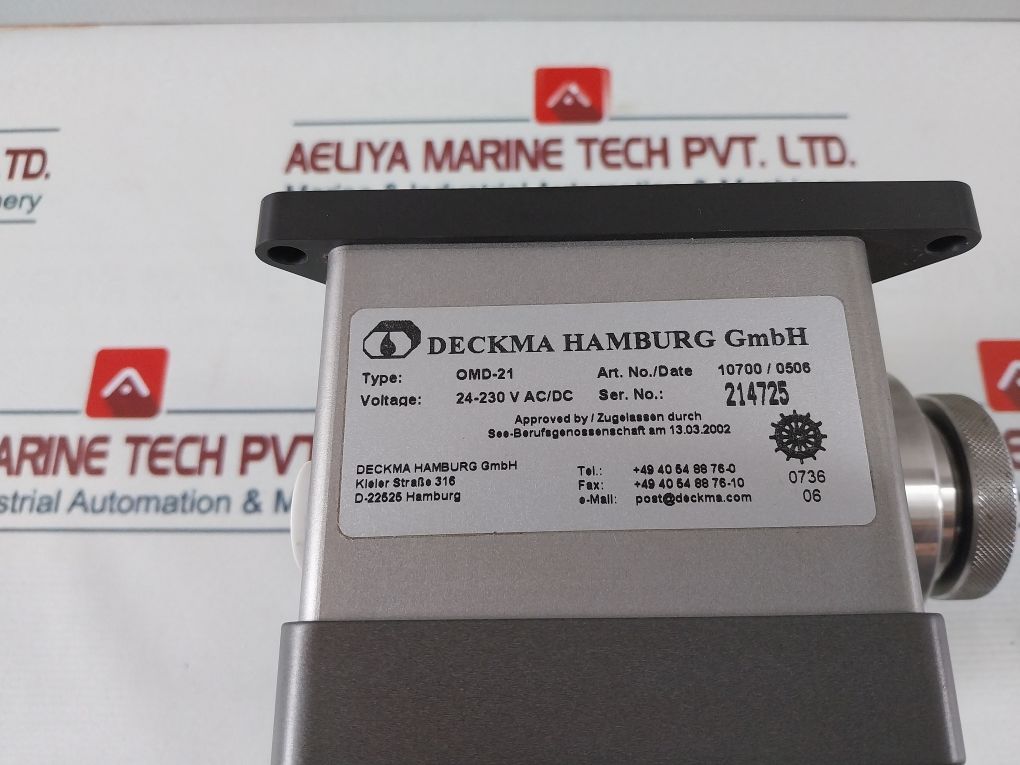 AELIYA MARINE TECH PVT. LTD.
TD.
nery
DECKMA HAMBURG GmbH
Type: OMD-21 Art. No./Date 10700 / 0506
Voltage: 24-230 V AC/DC Ser. No.: 214725
Approved by / Zugelassen durch
See-Berufsgenossenschaft am 13.03.2002
DECKMA HAMBURG GmbH Tel.: +49 40 54 88 76-0 0736
Kieler Straße 316 Fax: +49 40 54 88 76-10 06
D-22525 Hamburg e-Mail: post@deckma.com
ARINE TECH PVT
strial Automation & M